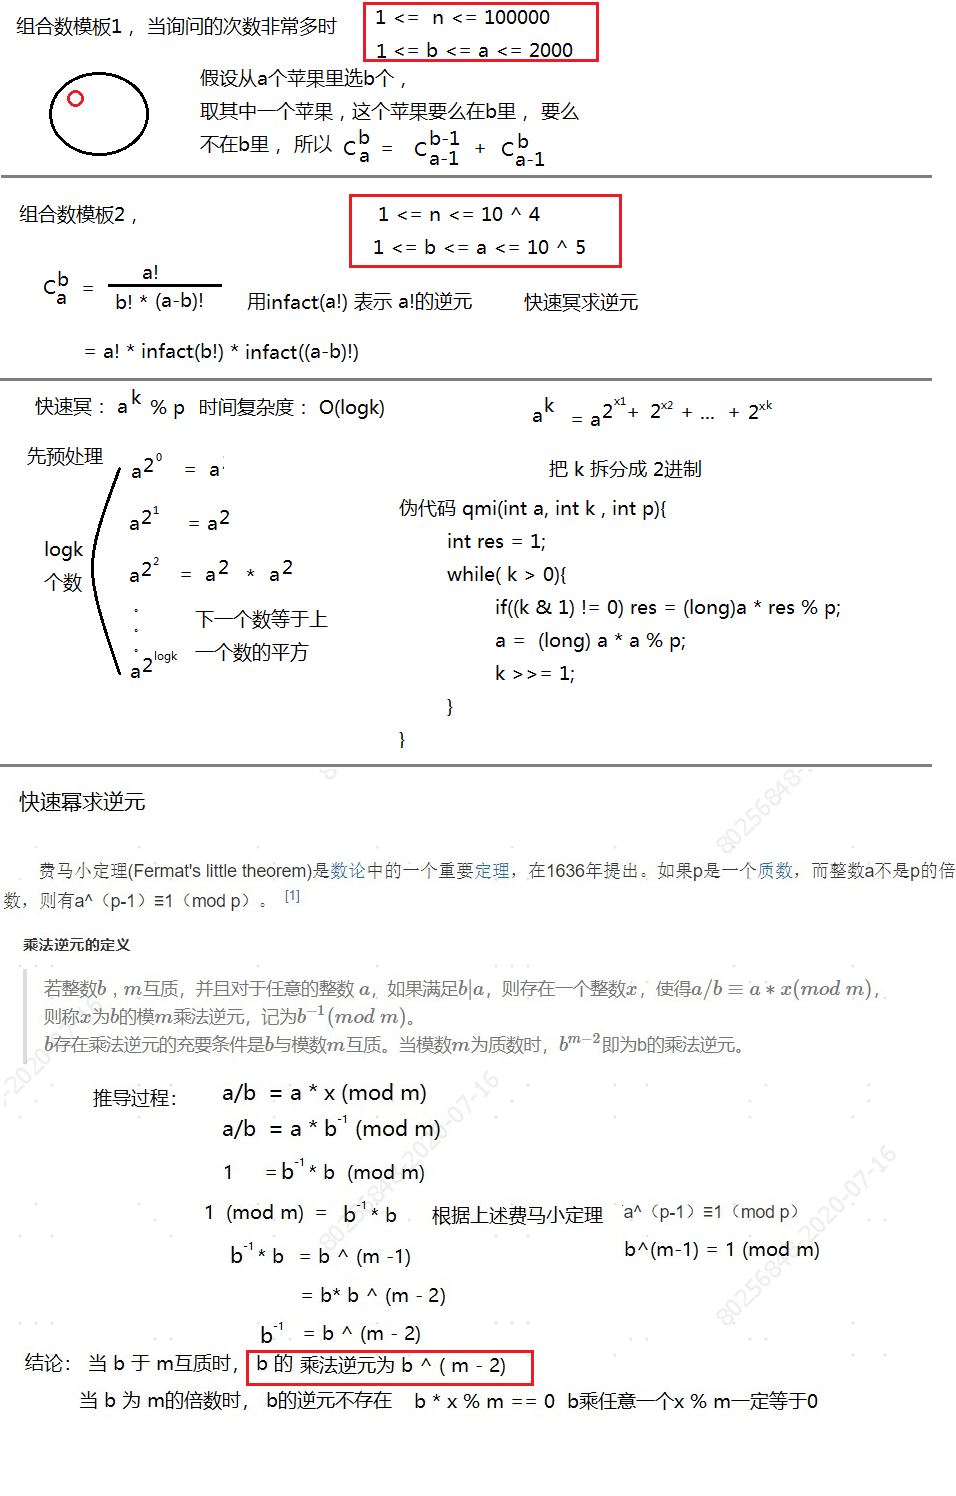 组合数模板1 ，当询问的次数非常多时
1 <= n <= 100000
1 <= b <= a <= 2000
假设从a个苹果里选b个 ，
取其中一个苹果 , 这个苹果要么在b里 ，要么
不在b里 ，所以 C_a^b = C_{a-1}^{b-1} + C_{a-1}^b
组合数模板2 ，
1 <= n <= 10 ^ 4
1 <= b <= a <= 10 ^ 5
C_a^b = a! / b! * (a-b)! 用infact(a!) 表示 a!的逆元 快速冥求逆元
= a! * infact(b!) * infact((a-b)!)
快速冥 : a^k % p 时间复杂度 : O(logk)
a^k = a^{2^{x1} + 2^{x2} + ... + 2^{xk}}
把 k 拆分成 2进制
先预处理
a^{2^0} = a
a^{2^1} = a^2
a^{2^2} = a^2 * a^2
logk
个数
下一个数等于上
一个数的平方
a^{2^{logk}}
伪代码 qmi(int a, int k , int p){
int res = 1;
while( k > 0){
if((k & 1) != 0) res = (long)a * res % p;
a = (long) a * a % p;
k >>= 1;
}
}
快速幂求逆元
费马小定理(Fermat's little theorem)是数论中的一个重要定理，在1636年提出。如果p是一个质数，而整数a不是p的倍
数，则有a^（p-1）≡1（mod p）。 [1]
乘法逆元的定义
若整数b , m互质，并且对于任意的整数 a，如果满足b|a，则存在一个整数x，使得a/b ≡ a * x(mod m)，
则称x为b的模m乘法逆元，记为b^{-1}(mod m)。
b存在乘法逆元的充要条件是b与模数m互质。当模数m为质数时，b^{m-2}即为b的乘法逆元。
推导过程:
a/b = a * x (mod m)
a/b = a * b^{-1} (mod m)
1 = b^{-1} * b (mod m)
1 (mod m) = b^{-1} * b 根据上述费马小定理 a^（p-1）≡1（mod p）
b^{-1} * b = b ^ (m -1) b^(m-1) = 1 (mod m)
= b* b ^ (m - 2)
b^{-1} = b ^ (m - 2)
结论: 当 b 于 m互质时， b 的 乘法逆元为 b ^ ( m - 2)
当 b 为 m的倍数时， b的逆元不存在 b * x % m == 0 b乘任意一个x % m一定等于0
80256848-2020-07-16
80256848-2020-07-16